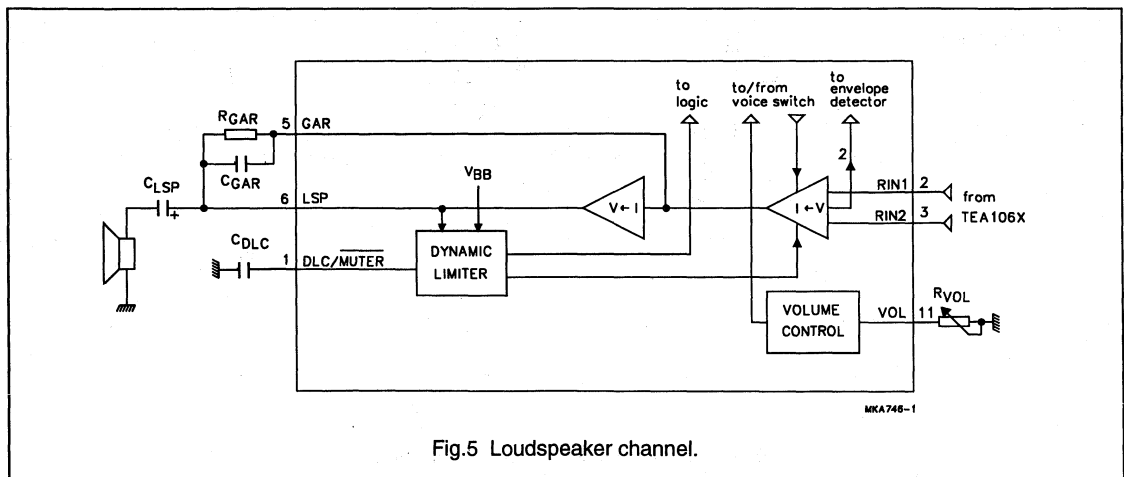 to logic
to/from voice switch
to envelope detector
RGAR
5 GAR
CGAR
2
CLSP
+
6 LSP
VBB
V←I
I←V
RIN1 2
RIN2 3
from TEA106X
CDLC
1 DLC/MUTER
DYNAMIC LIMITER
VOLUME CONTROL
VOL 11
RVOL
MKA746-1
Fig.5 Loudspeaker channel.